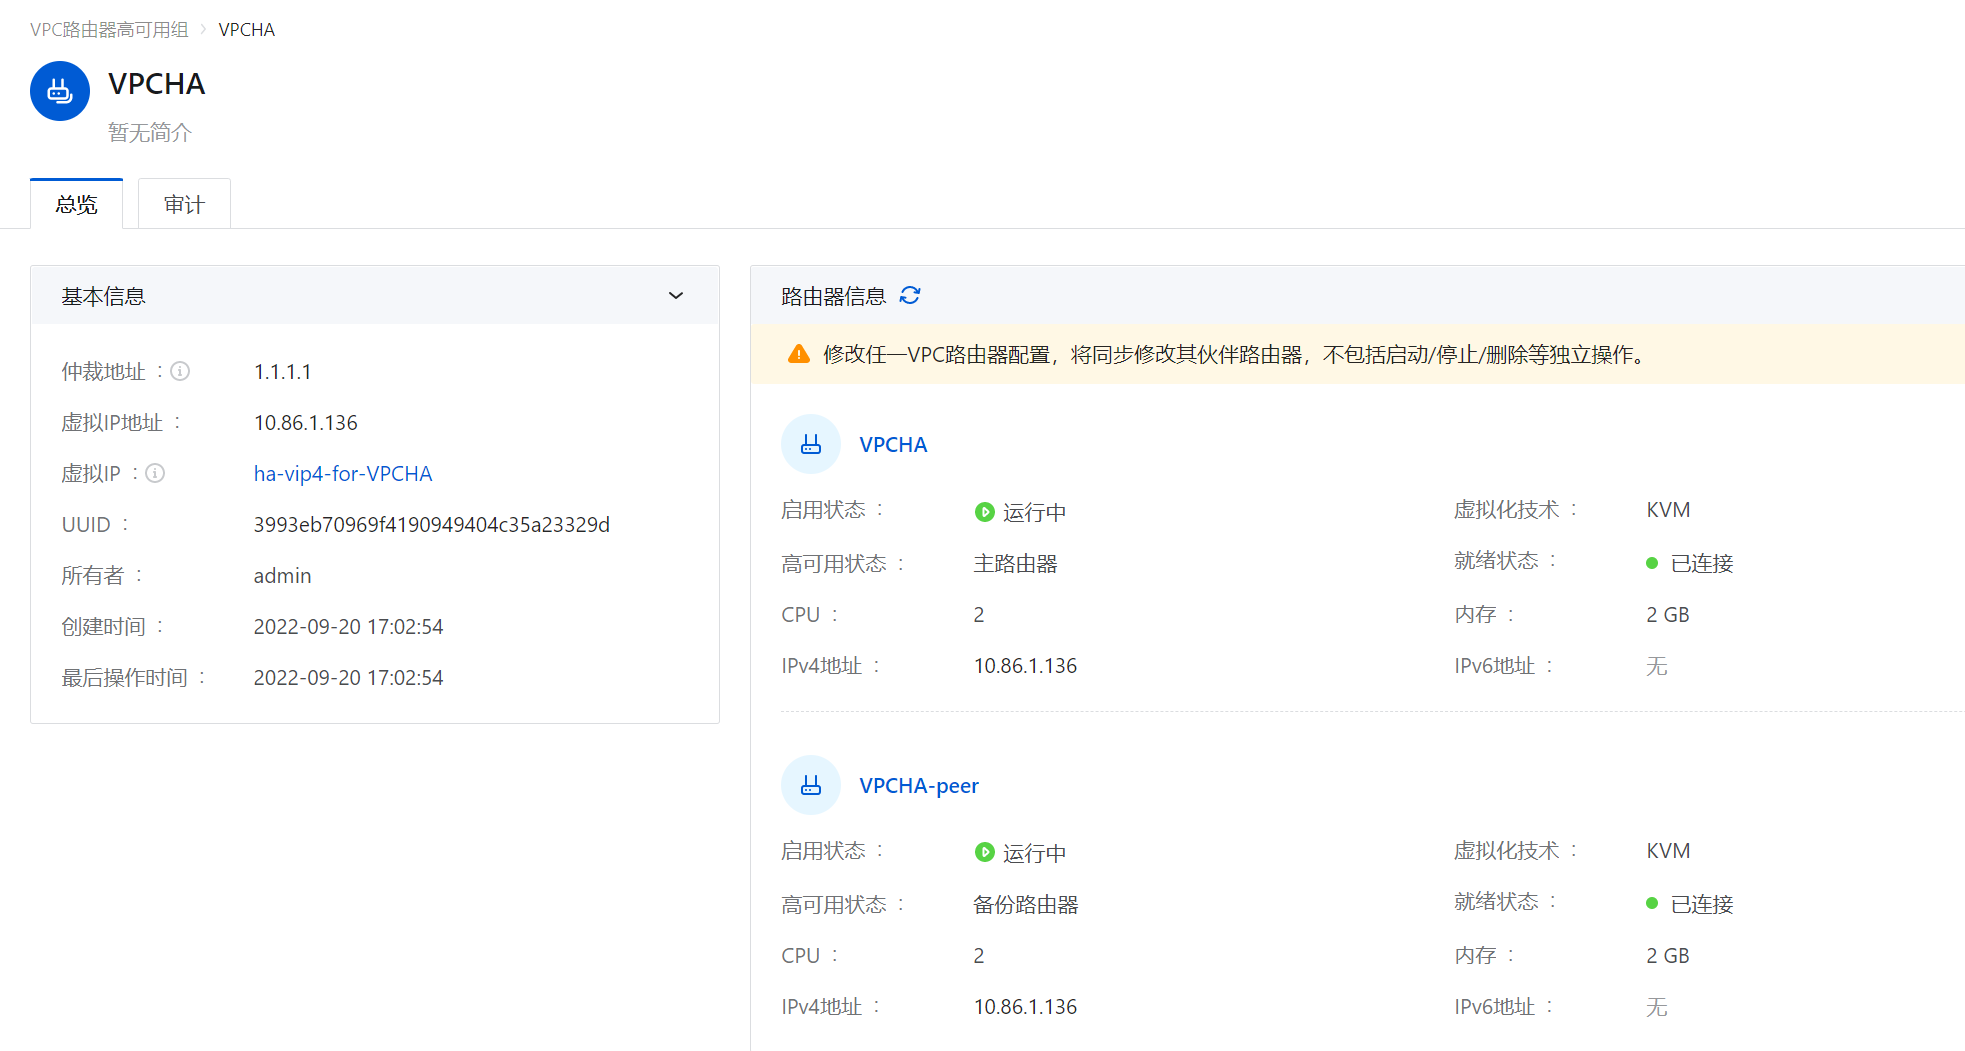 VPC路由器高可用组 > VPCHA
VPCHA
暂无简介
总览 审计
基本信息
仲裁地址 : 1.1.1.1
虚拟IP地址 : 10.86.1.136
虚拟IP : ha-vip4-for-VPCHA
UUID : 3993eb70969f4190949404c35a23329d
所有者 : admin
创建时间 : 2022-09-20 17:02:54
最后操作时间 : 2022-09-20 17:02:54
路由器信息
修改任一VPC路由器配置，将同步修改其伙伴路由器，不包括启动/停止/删除等独立操作。
VPCHA
启用状态 : 运行中 虚拟化技术 : KVM
高可用状态 : 主路由器 就绪状态 : 已连接
CPU : 2 内存 : 2 GB
IPv4地址 : 10.86.1.136 IPv6地址 : 无
VPCHA-peer
启用状态 : 运行中 虚拟化技术 : KVM
高可用状态 : 备份路由器 就绪状态 : 已连接
CPU : 2 内存 : 2 GB
IPv4地址 : 10.86.1.136 IPv6地址 : 无